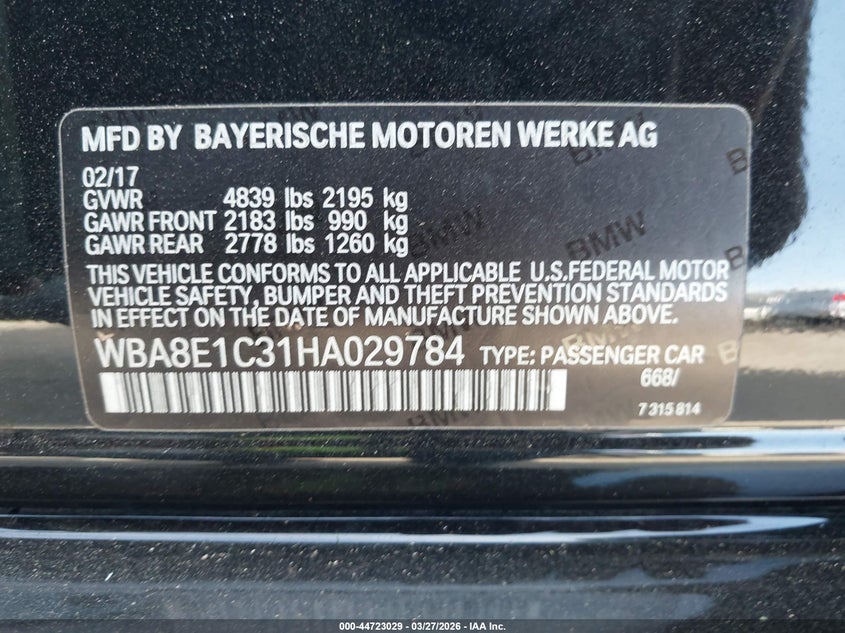 MFD BY BAYERISCHE MOTOREN WERKE AG
02/17
GVWR 4839 lbs 2195 kg
GAWR FRONT 2183 lbs 990 kg
GAWR REAR 2778 lbs 1260 kg
THIS VEHICLE CONFORMS TO ALL APPLICABLE U.S.FEDERAL MOTOR
VEHICLE SAFETY, BUMPER AND THEFT PREVENTION STANDARDS
IN EFFECT ON THE DATE OF MANUFACTURE SHOWN ABOVE.
WBA8E1C31HA029784 TYPE: PASSENGER CAR
668/
7 315 814
BMW
BMW
BMW
000-44723029 — 03/27/2026 — IAA Inc.